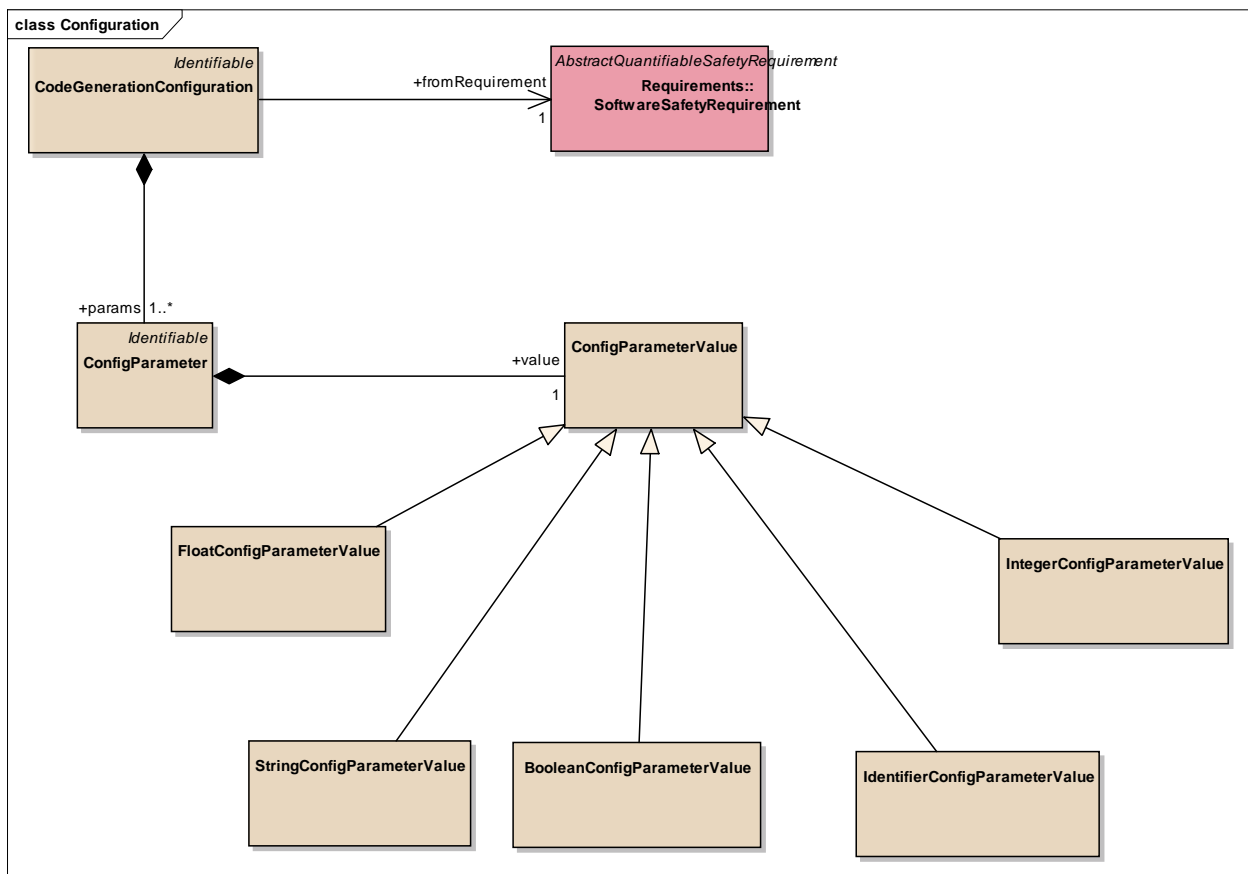 class Configuration
Identifiable
CodeGenerationConfiguration
+fromRequirement
1
AbstractQuantifiableSafetyRequirement
Requirements::
SoftwareSafetyRequirement
+params 1..*
Identifiable
ConfigParameter
+value
1
ConfigParameterValue
FloatConfigParameterValue
IntegerConfigParameterValue
StringConfigParameterValue
BooleanConfigParameterValue
IdentifierConfigParameterValue